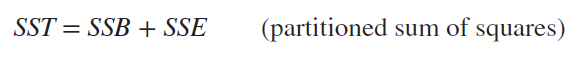 SST = SSB + SSE (partitioned sum of squares)